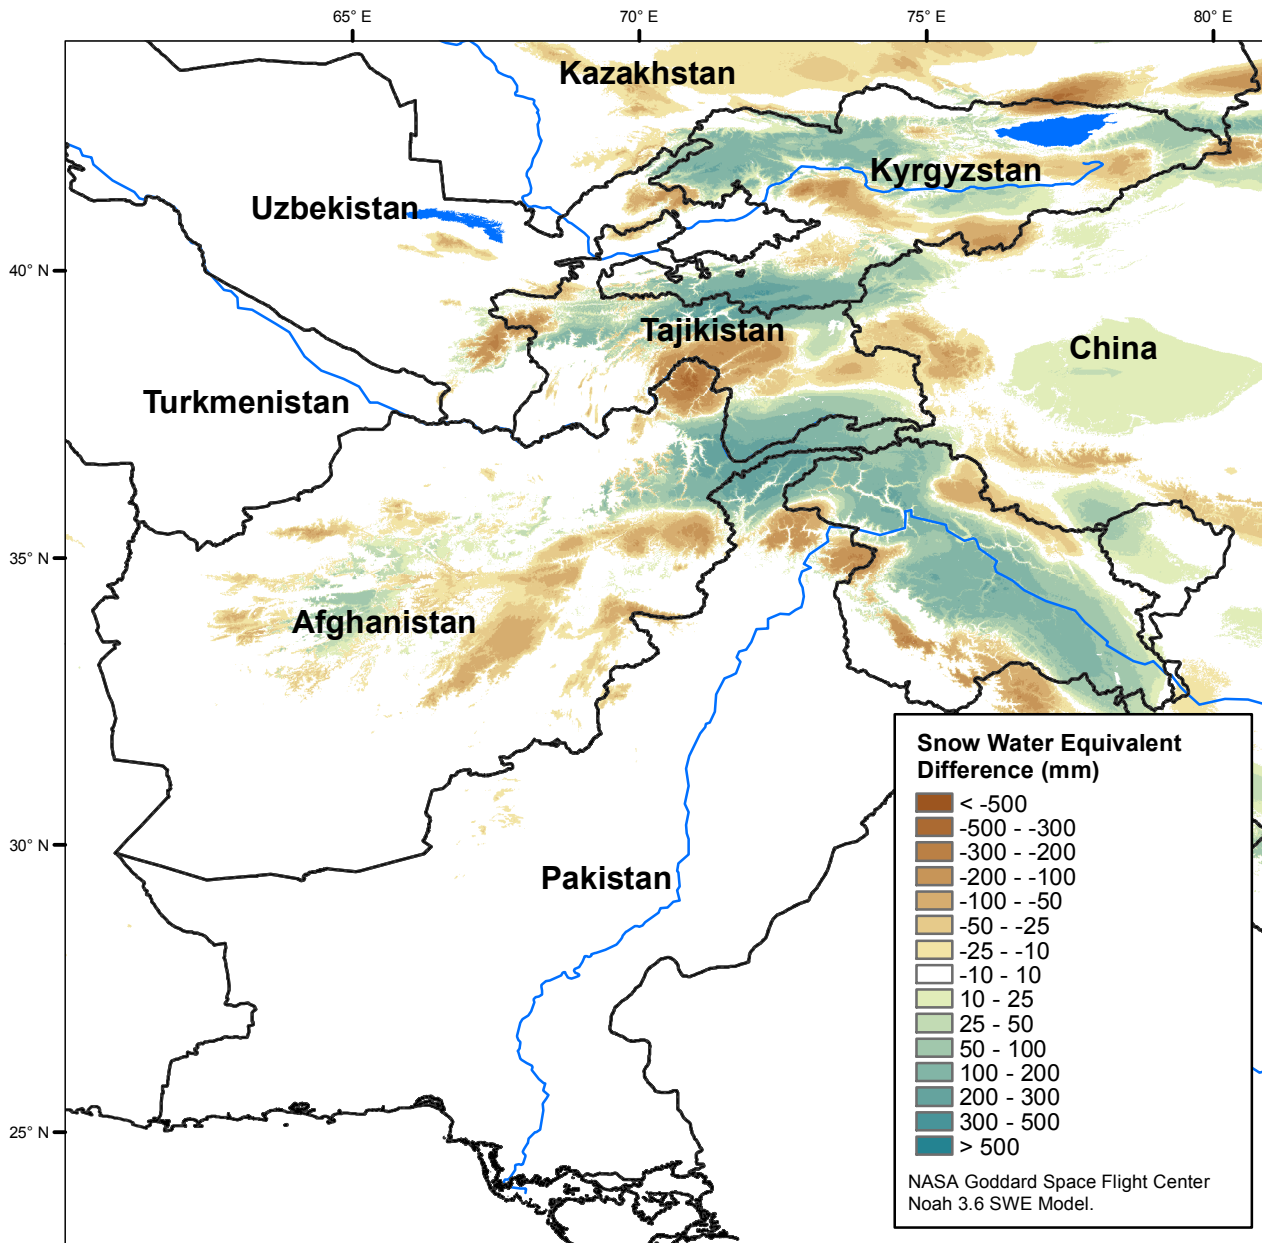 65° E
70° E
75° E
80° E
Kazakhstan
Kyrgyzstan
Uzbekistan
40° N
Tajikistan
China
Turkmenistan
35° N
Afghanistan
30° N
Pakistan
25° N
Snow Water Equivalent
Difference (mm)
< -500
-500 - -300
-300 - -200
-200 - -100
-100 - -50
-50 - -25
-25 - -10
-10 - 10
10 - 25
25 - 50
50 - 100
100 - 200
200 - 300
300 - 500
> 500
NASA Goddard Space Flight Center
Noah 3.6 SWE Model.